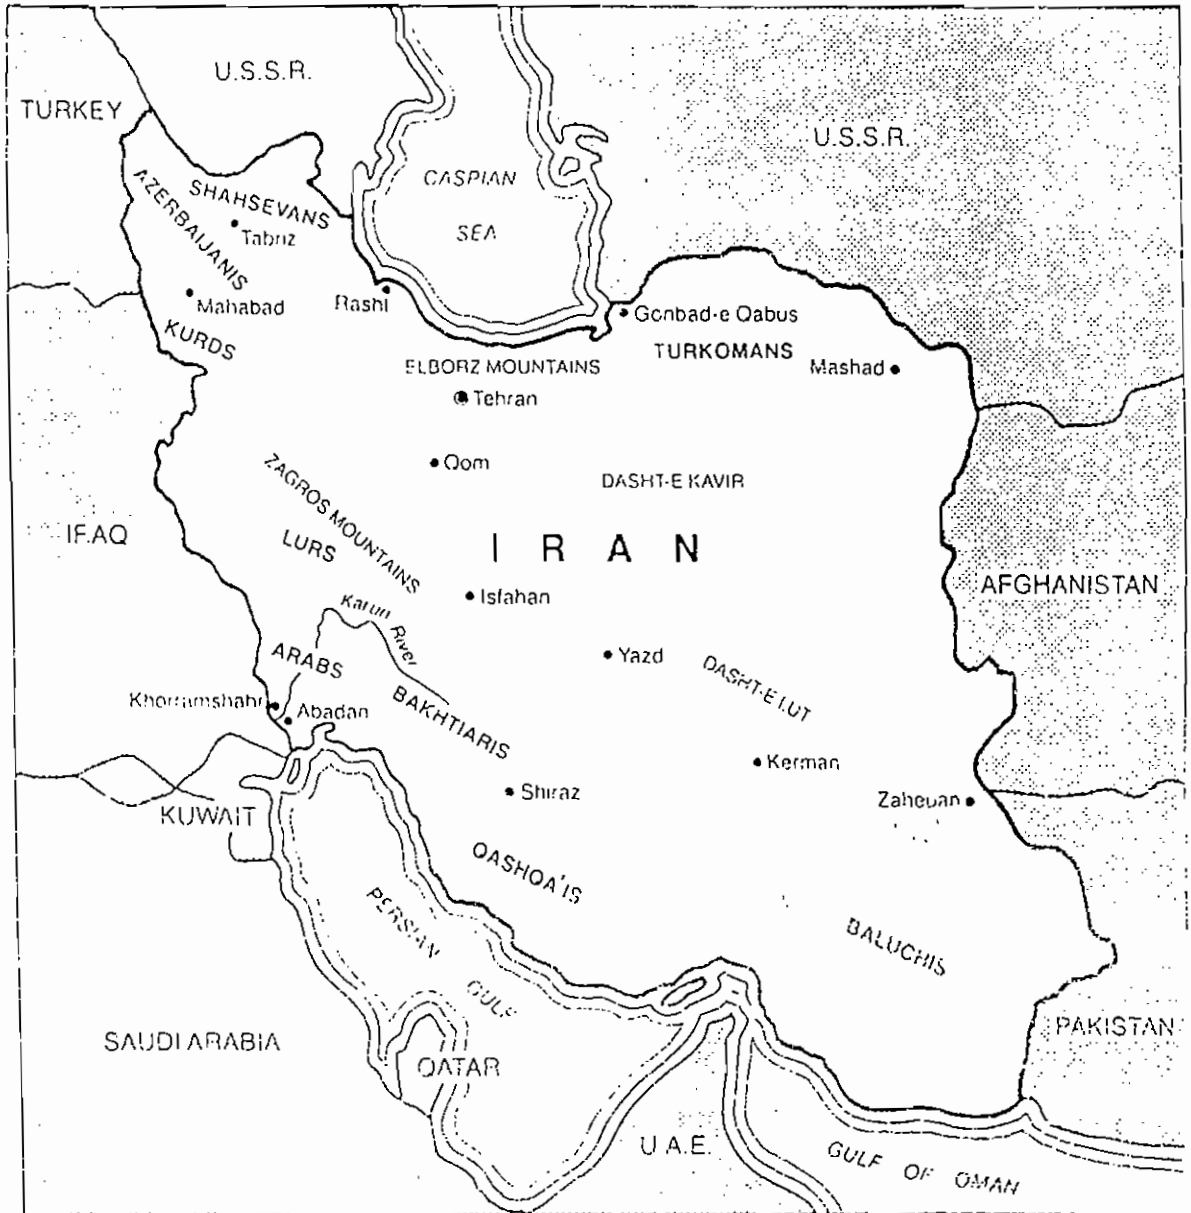 U.S.S.R.
TURKEY
U.S.S.R.
CASPIAN
SEA
SHAHSEVANS
AZERBAIJANIS
Tabriz
Mahabad
Rasht
KURDS
Gonbad-e Qabus
TURKOMANS
Mashad
ELBORZ MOUNTAINS
Tehran
Qom
DASHT-E KAVIR
ZAGROS MOUNTAINS
LURS
IRAQ
I R A N
AFGHANISTAN
Isfahan
Karun River
Yazd
ARABS
DASHT-E LUT
Khorramshahr
Abadan
BAKHTIARIS
Kerman
Shiraz
Zahedan
KUWAIT
QASHQA'IS
PERSIAN GULF
BALUCHIS
SAUDI ARABIA
QATAR
PAKISTAN
U.A.E.
GULF OF OMAN